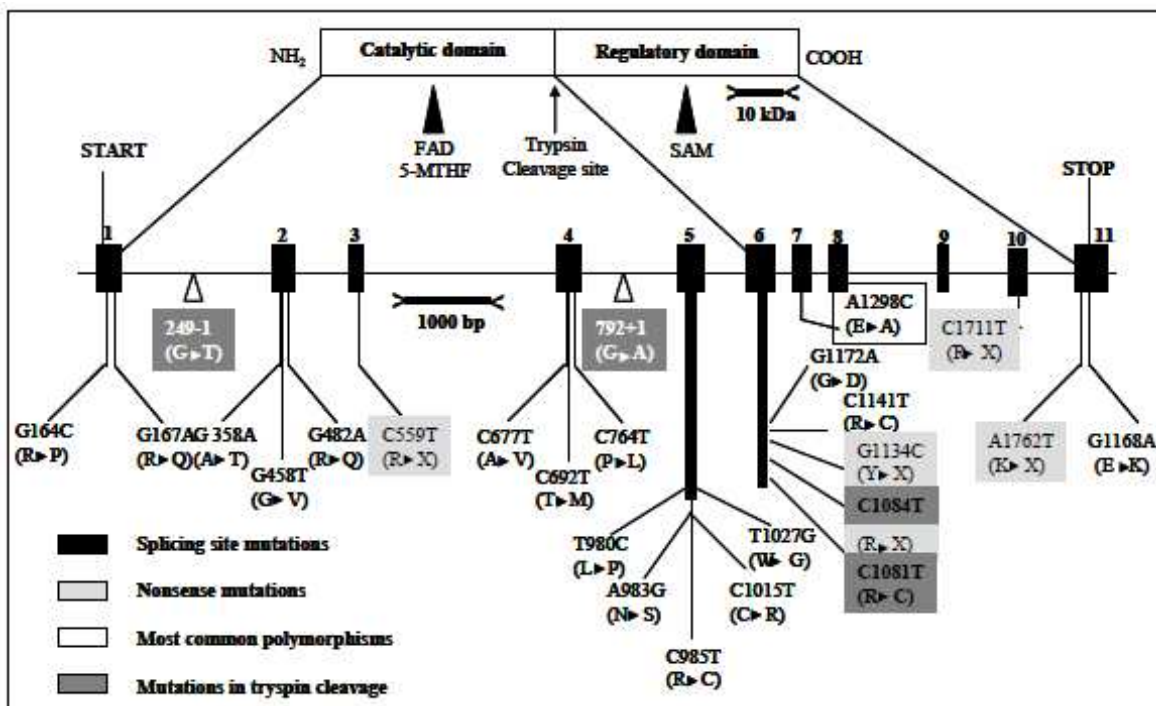 NH2
Catalytic domain
Regulatory domain
COOH
10 kDa
FAD
5-MTHF
Trypsin
Cleavage site
SAM
START
STOP
1
2
3
4
5
6
7
8
9
10
11
249-1
(G►T)
1000 bp
792+1
(G►A)
A1298C
(E►A)
C1711T
(R► X)
G1172A
(G►D)
C1141T
(R►C)
G1134C
(Y►X)
C1084T
(R►X)
C1081T
(R►C)
G164C
(R►P)
G167A
(R►Q)
G 358A
(A►T)
G458T
(G►V)
G482A
(R►Q)
C559T
(R►X)
C677T
(A►V)
C692T
(T►M)
C764T
(P►L)
A1762T
(K►X)
G1168A
(E►K)
T980C
(L►P)
A983G
(N►S)
C985T
(R►C)
C1015T
(C►R)
T1027G
(W► G)
Splicing site mutations
Nonsense mutations
Most common polymorphisms
Mutations in tryspin cleavage